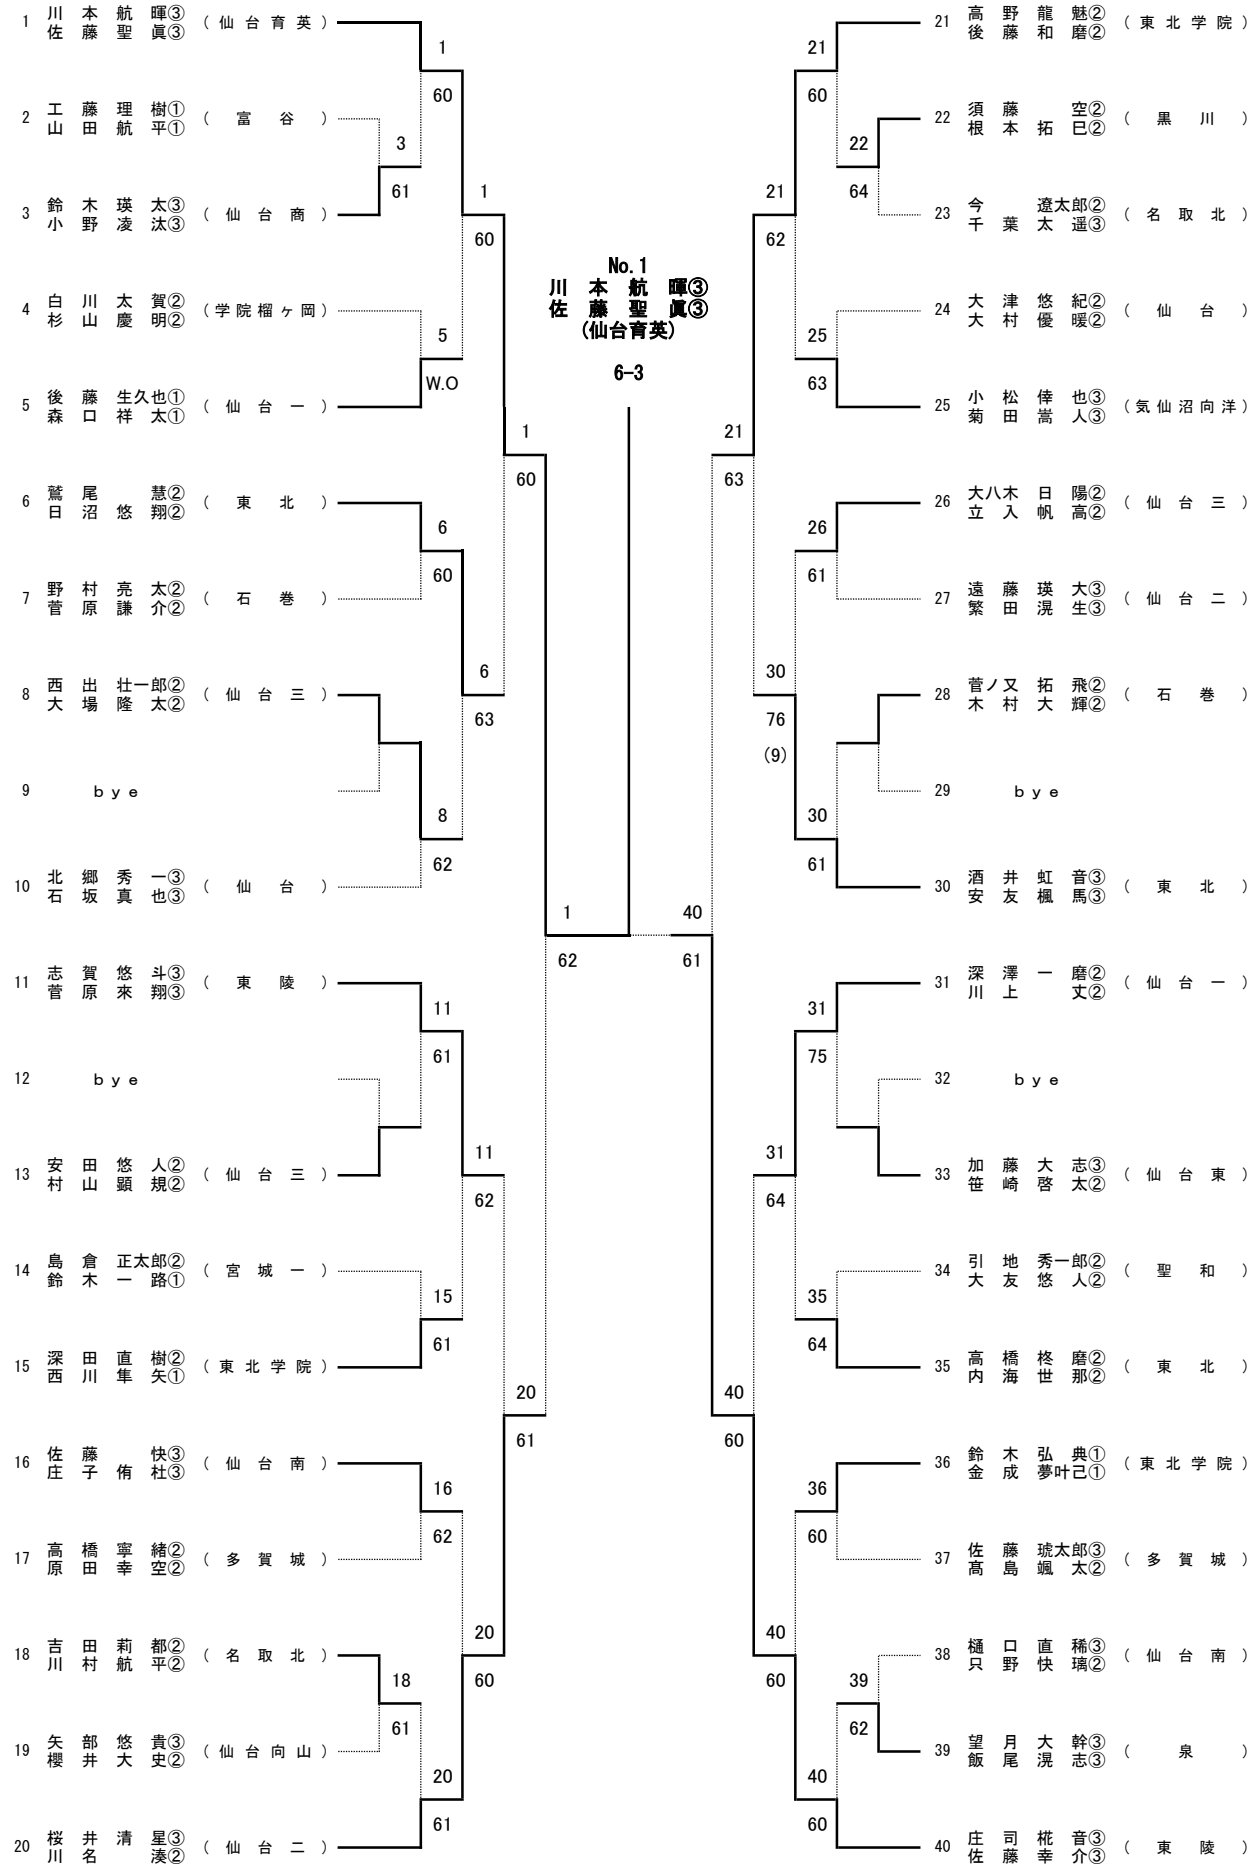 1 川本航暉③ (仙台育英)
佐藤聖眞③
1
60
2 工藤理樹① (富谷)
山田航平①
3
61
3 鈴木瑛太③ (仙台商)
小野凌汰③
1
60
4 白川太賀② (学院榴ヶ岡)
杉山慶明②
5
W.O
5 後藤生久也① (仙台一)
森口祥太①
1
60
6 鷲尾慧② (東北)
日沼悠翔②
6
60
7 野村亮太② (石巻)
菅原謙介②
6
63
8 西出壮一郎② (仙台三)
大場隆太②
9 bye
8
62
10 北郷秀一③ (仙台)
石坂真也③
1
62
11 志賀悠斗③ (東陵)
菅原來翔③
11
61
12 bye
13 安田悠人② (仙台三)
村山顕規②
11
62
14 島倉正太郎② (宮城一)
鈴木一路①
15
61
15 深田直樹② (東北学院)
西川隼矢①
20
61
16 佐藤快③ (仙台南)
庄子侑杜③
16
62
17 高橋寧緒② (多賀城)
原田幸空②
20
60
18 吉田莉都② (名取北)
川村航平②
18
61
19 矢部悠貴③ (仙台向山)
櫻井大史②
20
61
20 桜井清星③ (仙台二)
川名湊②
No.1
川本航暉③
佐藤聖眞③
(仙台育英)
6-3
21 高野龍魅② (東北学院)
後藤和磨②
21
60
22 須藤空② (黒川)
根本拓巳②
22
64
23 今遼太郎② (名取北)
千葉太遥③
21
62
24 大津悠紀② (仙台)
大村優暖②
25
63
25 小松倖也③ (気仙沼向洋)
菊田嵩人③
21
63
26 大八木日陽② (仙台三)
立入帆高②
26
61
27 遠藤瑛大③ (仙台二)
繁田滉生③
30
76
(9)
28 菅ノ又拓飛② (石巻)
木村大輝②
29 bye
30
61
30 酒井虹音③ (東北)
安友楓馬③
40
61
31 深澤一磨② (仙台一)
川上丈②
31
75
32 bye
33 加藤大志③ (仙台東)
笹崎啓太②
31
64
34 引地秀一郎② (聖和)
大友悠人②
35
64
35 高橋柊磨② (東北)
内海世那②
40
60
36 鈴木弘典① (東北学院)
金成夢叶己①
36
60
37 佐藤琥太郎③ (多賀城)
髙島颯太②
40
60
38 樋口直稀③ (仙台南)
只野快璃②
39
62
39 望月大幹③ (泉)
飯尾滉志③
40
60
40 庄司椛音③ (東陵)
佐藤幸介③